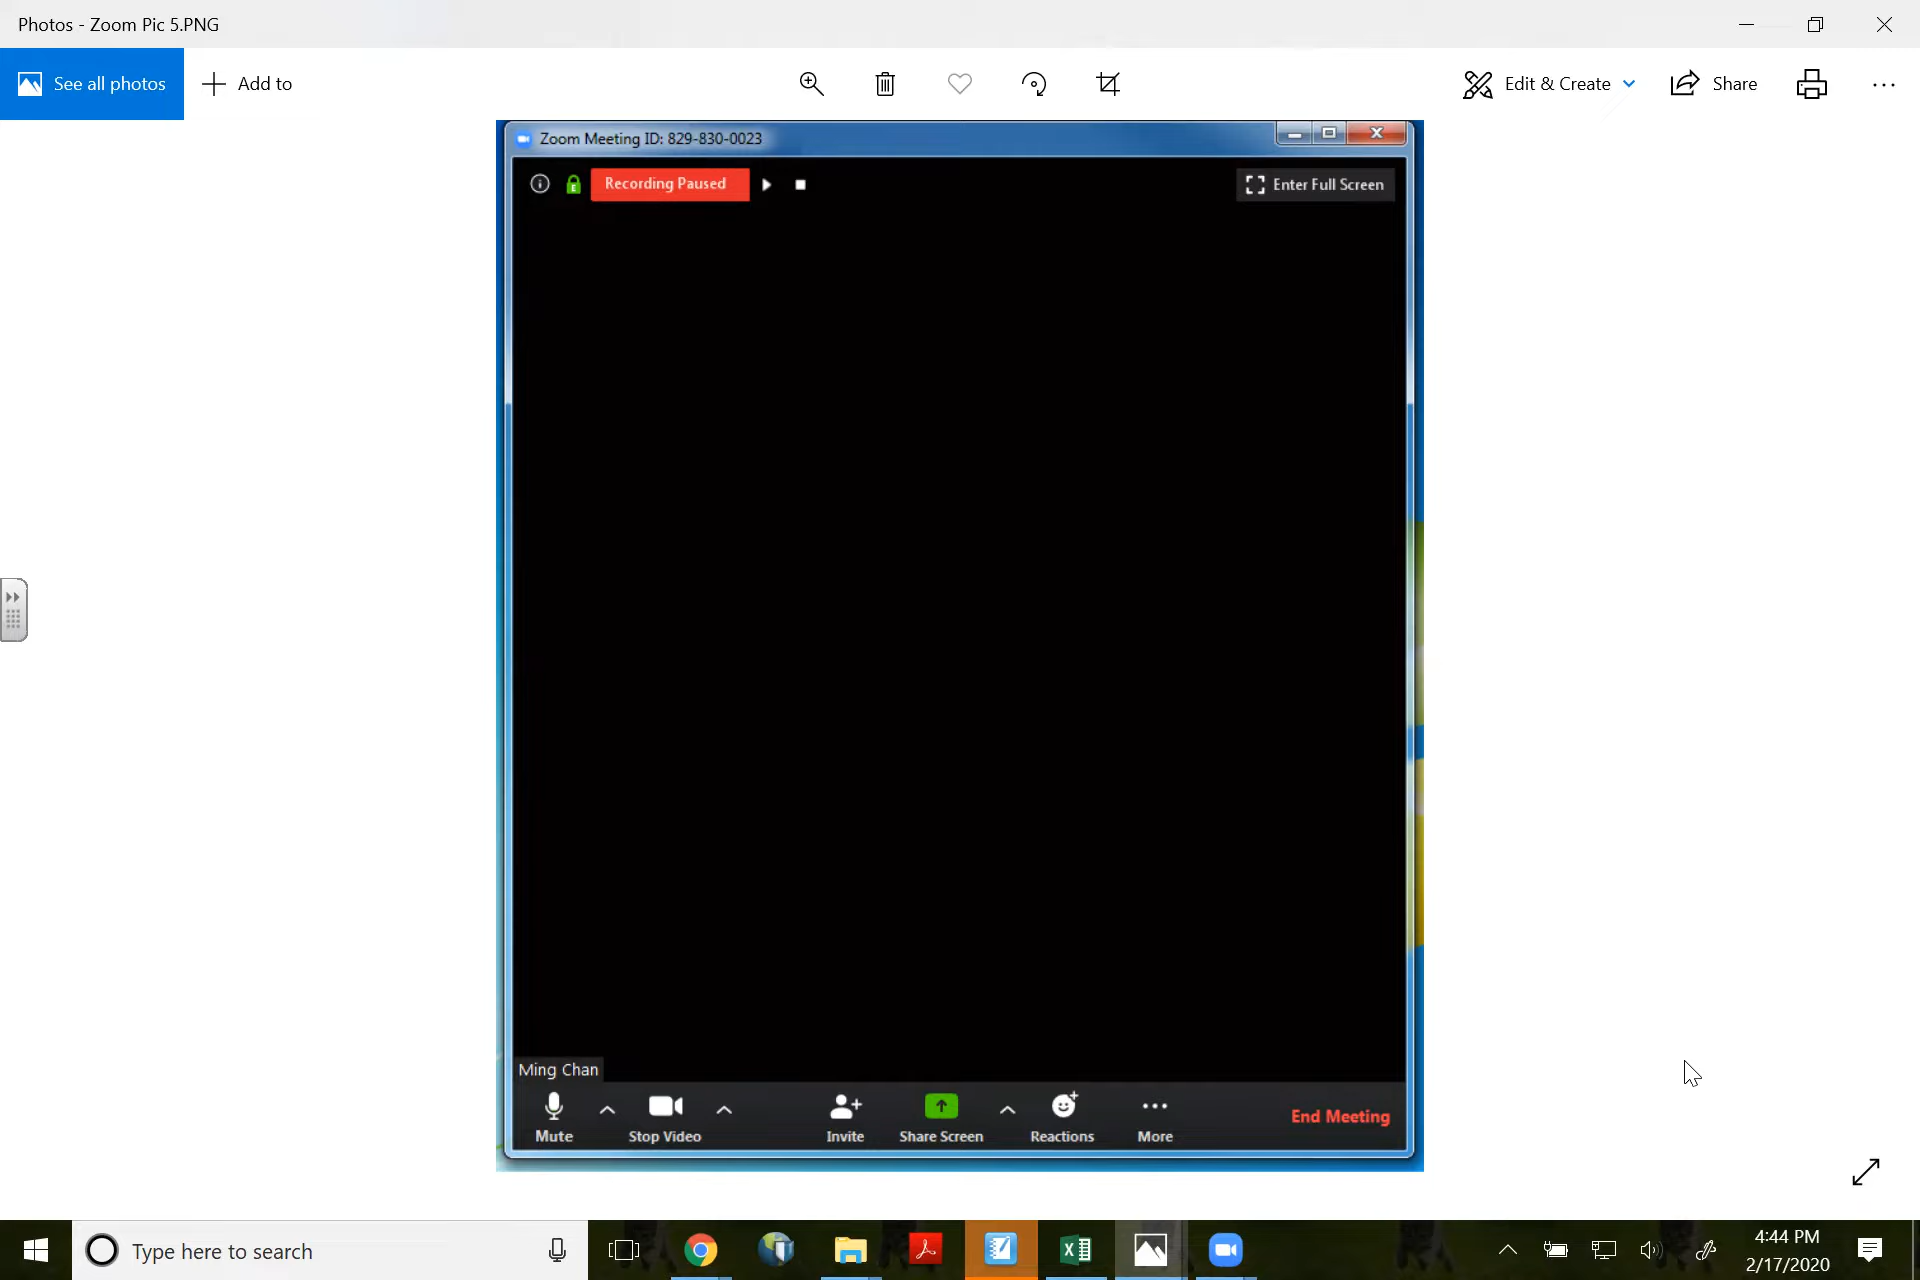 Photos - Zoom Pic 5.PNG
See all photos
Add to
Edit & Create
Share
Zoom Meeting ID: 829-830-0023
Recording Paused
Enter Full Screen
Ming Chan
Mute
Stop Video
Invite
Share Screen
Reactions
More
End Meeting
Type here to search
4:44 PM
2/17/2020